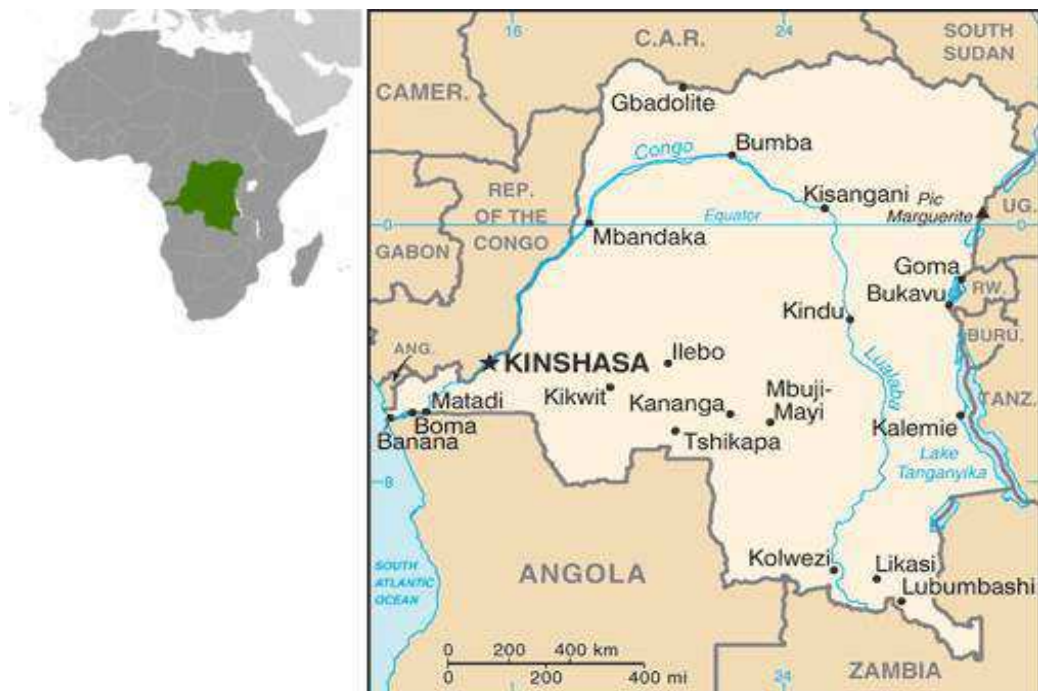 16
24
C.A.R.
SOUTH
SUDAN
CAMER.
Gbadolite
Congo
Bumba
REP.
OF THE
CONGO
Kisangani
Pic
Marguerite
UG.
0
Equator
0
Mbandaka
GABON
Goma
RW.
Bukavu
Kindu
BURU.
ANG.
KINSHASA
Ilebo
Lualaba
Kikwit
Mbuji-
Mayi
TANZ.
Matadi
Kananga
Boma
Kalemie
Banana
Tshikapa
Lake
Tanganyika
8
Kolwezi
Likasi
SOUTH
ATLANTIC
OCEAN
ANGOLA
Lubumbashi
0 200 400 km
0 200 400 mi
ZAMBIA
24